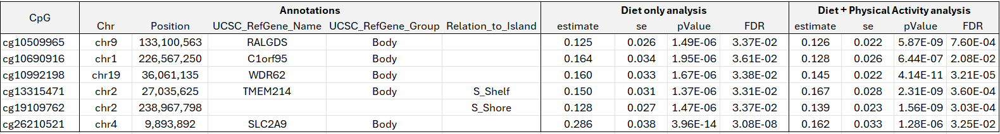 CpG Annotations Diet only analysis Diet + Physical Activity analysis
Chr Position UCSC_RefGene_Name UCSC_RefGene_Group Relation_to_Island estimate se pValue FDR estimate se pValue FDR
cg10509965 chr9 133,100,563 RALGDS Body 0.125 0.026 1.49E-06 3.37E-02 0.126 0.022 5.87E-09 7.60E-04
cg10690916 chr1 226,567,250 C1orf95 Body 0.164 0.034 1.95E-06 3.61E-02 0.128 0.026 6.44E-07 2.08E-02
cg10992198 chr19 36,061,135 WDR62 Body 0.160 0.033 1.67E-06 3.38E-02 0.145 0.022 4.14E-11 3.21E-05
cg13315471 chr2 27,035,625 TMEM214 Body S_Shelf 0.150 0.031 1.37E-06 3.31E-02 0.167 0.028 2.31E-09 3.60E-04
cg19109762 chr2 238,967,798 S_Shore 0.128 0.027 1.47E-06 3.37E-02 0.139 0.023 1.56E-09 3.03E-04
cg26210521 chr4 9,893,892 SLC2A9 Body 0.286 0.038 3.96E-14 3.08E-08 0.162 0.033 1.28E-06 3.25E-02